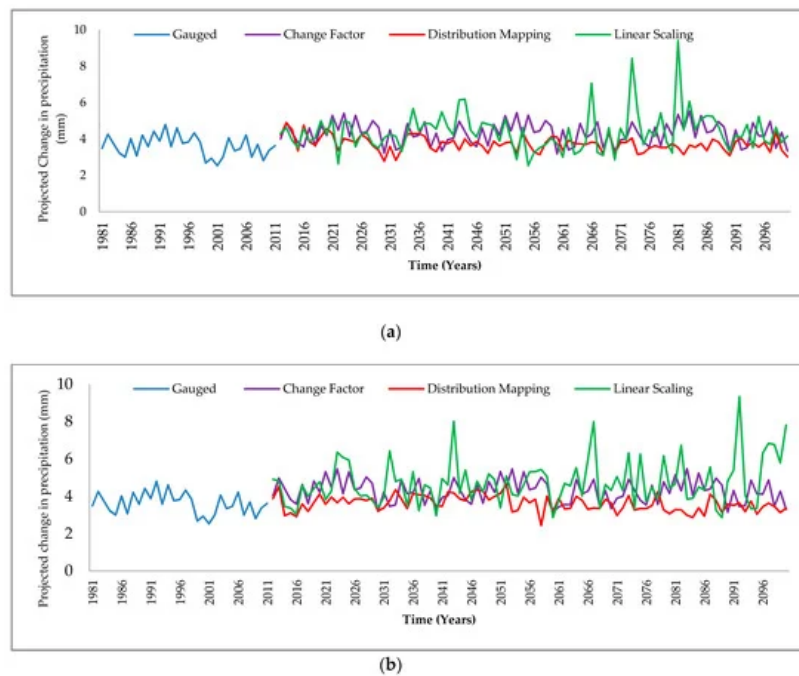 10
8
6
4
2
0
Projected Change in precipitation
(mm)
Gauged Change Factor Distribution Mapping Linear Scaling
1981 1986 1991 1996 2001 2006 2011 2016 2021 2026 2031 2036 2041 2046 2051 2056 2061 2066 2071 2076 2081 2086 2091 2096
Time (Years)
(a)
10
8
6
4
2
0
Projected change in precipitation (mm)
Gauged Change Factor Distribution Mapping Linear Scaling
1981 1986 1991 1996 2001 2006 2011 2016 2021 2026 2031 2036 2041 2046 2051 2056 2061 2066 2071 2076 2081 2086 2091 2096
Time (Years)
(b)